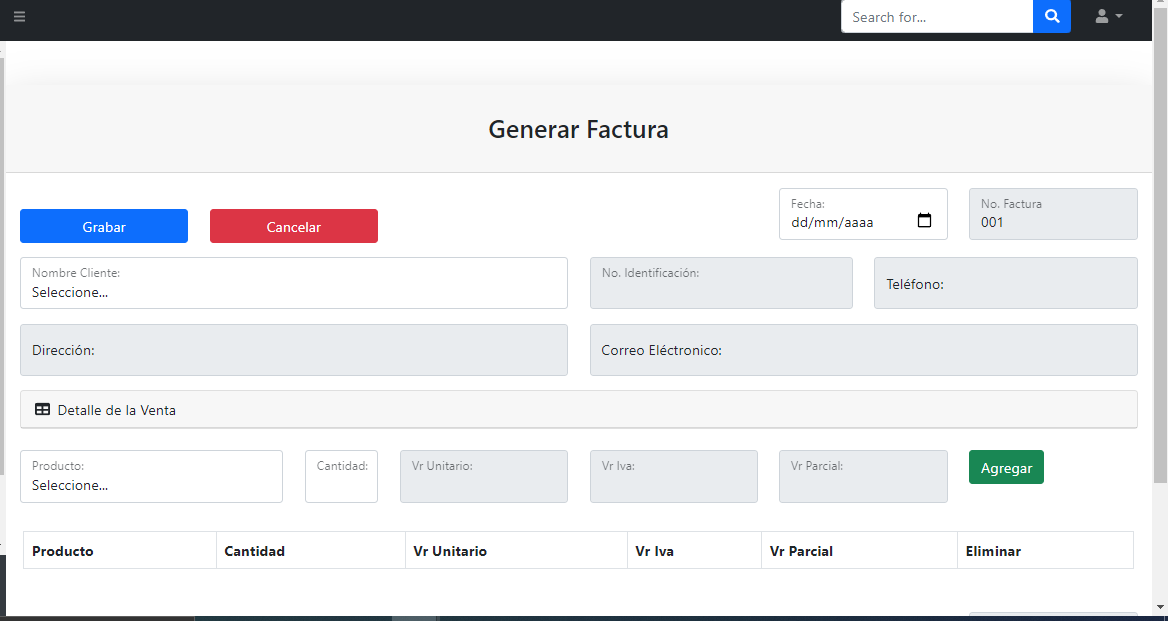 Search for...
Generar Factura
Fecha:
dd/mm/aaaa
No. Factura
001
Grabar
Cancelar
Nombre Cliente:
Seleccione...
No. Identificación:
Teléfono:
Dirección:
Correo Eléctronico:
Detalle de la Venta
Producto:
Seleccione...
Cantidad:
Vr Unitario:
Vr Iva:
Vr Parcial:
Agregar
Producto Cantidad Vr Unitario Vr Iva Vr Parcial Eliminar